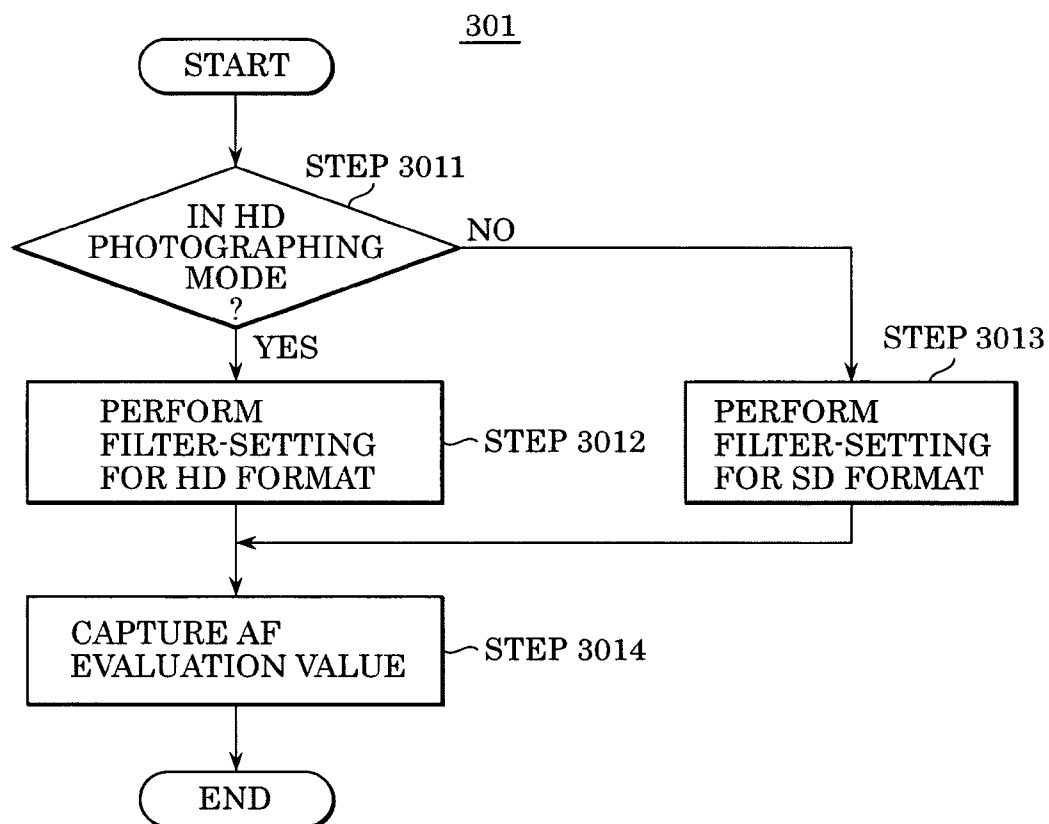 301
START
STEP 3011
IN HD
PHOTOGRAPHING
MODE
?
NO
YES
STEP 3013
PERFORM
FILTER-SETTING
FOR HD FORMAT
STEP 3012
PERFORM
FILTER-SETTING
FOR SD FORMAT
CAPTURE AF
EVALUATION VALUE
STEP 3014
END